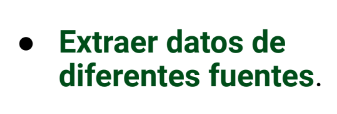 ● Extraer datos de
diferentes fuentes.